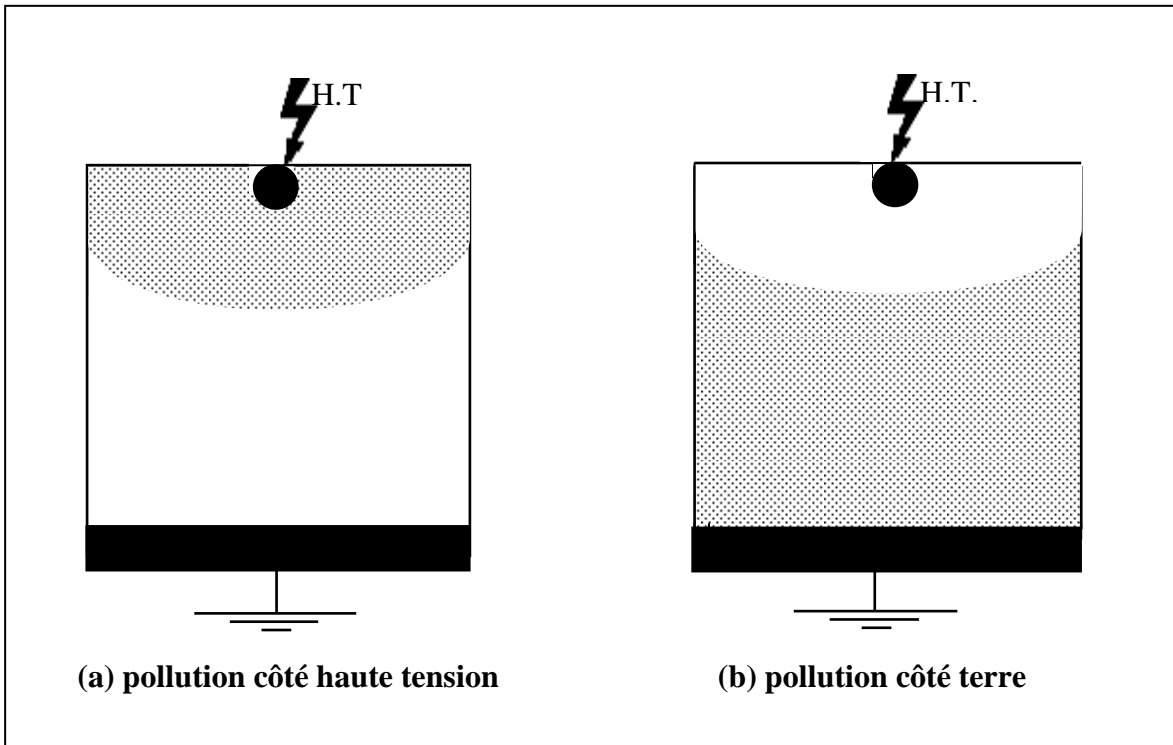 H.T
H.T.
(a) pollution côté haute tension
(b) pollution côté terre